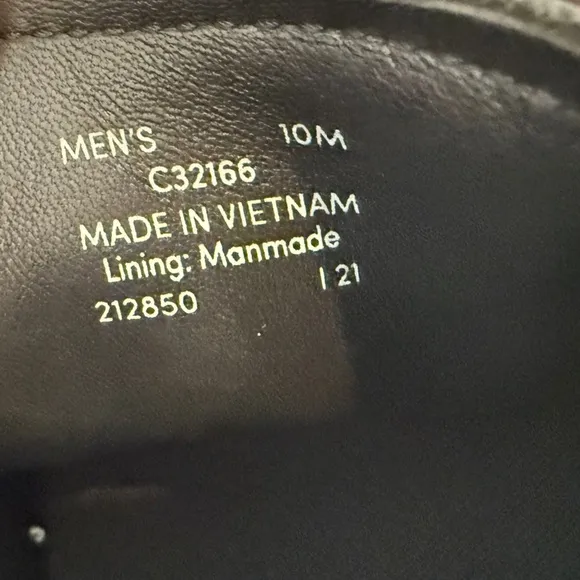 MEN'S 10M
C32166
MADE IN VIETNAM
Lining: Manmade
212850 I 21